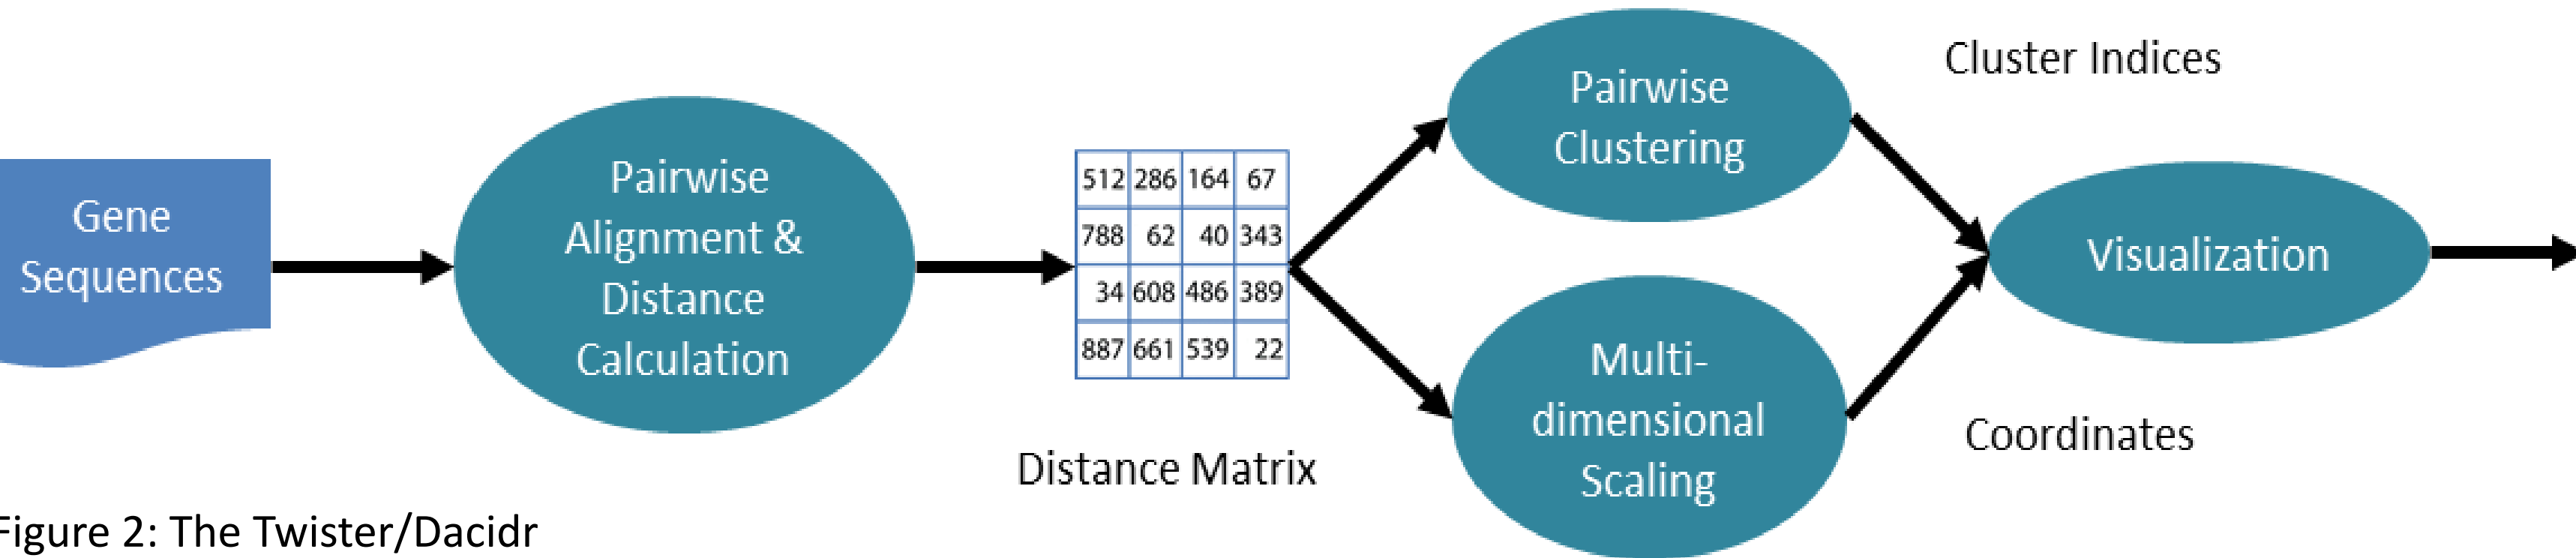 Gene
Sequences
Pairwise
Alignment &
Distance
Calculation
512 286 164 67
788 62 40 343
34 608 486 389
887 661 539 22
Distance Matrix
Pairwise
Clustering
Multi-
dimensional
Scaling
Cluster Indices
Coordinates
Visualization
Figure 2: The Twister/Dacidr